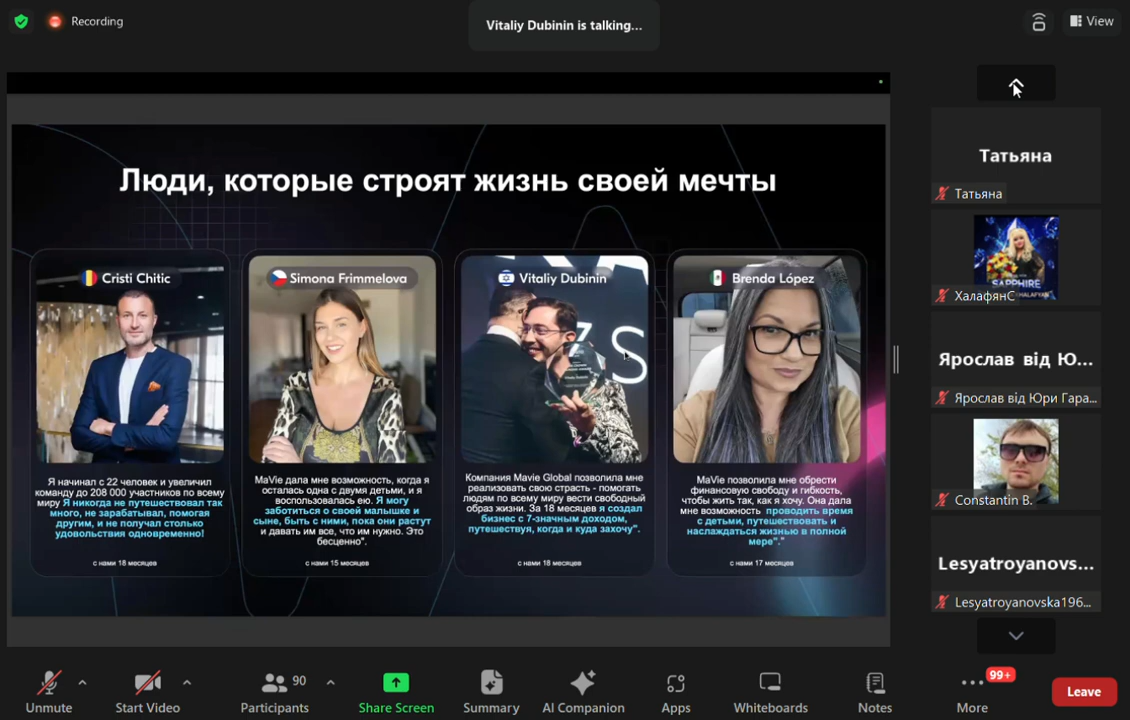 Recording
Vitaliy Dubinin is talking...
View
Люди, которые строят жизнь своей мечты
Cristi Chitic
Я начинал с 22 человек и увеличил
команду до 208 000 участников по всему
миру Я никогда не путешествовал так
много, не зарабатывал, помогая
другим, и не получал столько
удовольствия одновременно!
с нами 18 месяцев
Simona Frimmelova
MaVie дала мне возможность, когда я
осталась одна с двумя детьми, и я
воспользовалась ею. Я могу
заботиться о своей малышке и
сыне, быть с ними, пока они растут
и давать им все, что им нужно. Это
бесценно".
с нами 15 месяцев
Vitaliy Dubinin
Компания Mavie Global позволила мне
реализовать свою страсть - помогать
людям по всему миру вести свободный
образ жизни. За 18 месяцев я создал
бизнес с 7-значным доходом,
путешествуя, когда и куда захочу".
с нами 18 месяцев
Brenda López
MaVie позволила мне обрести
финансовую свободу и гибкость,
чтобы жить так, как я хочу. Она дала
мне возможность проводить время
с детьми, путешествовать и
наслаждаться жизнью в полной
мере"."
с нами 17 месяцев
Татьяна
Татьяна
SAPPHIRE
ХалафянС
Ярослав від Ю...
Ярослав від Юри Гара...
Constantin B.
Lesyatroyanovs...
Lesyatroyanovska196...
Unmute
Start Video
Participants
90
Share Screen
Summary
AI Companion
Apps
Whiteboards
Notes
More
99+
Leave